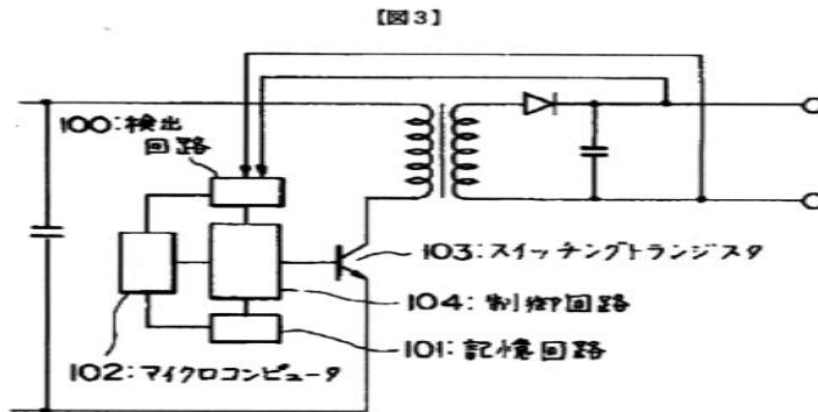 【図3】
100:検出
回路
103:スイッチングトランジスタ
104:制御回路
101:記憶回路
102:マイクロコンピュータ